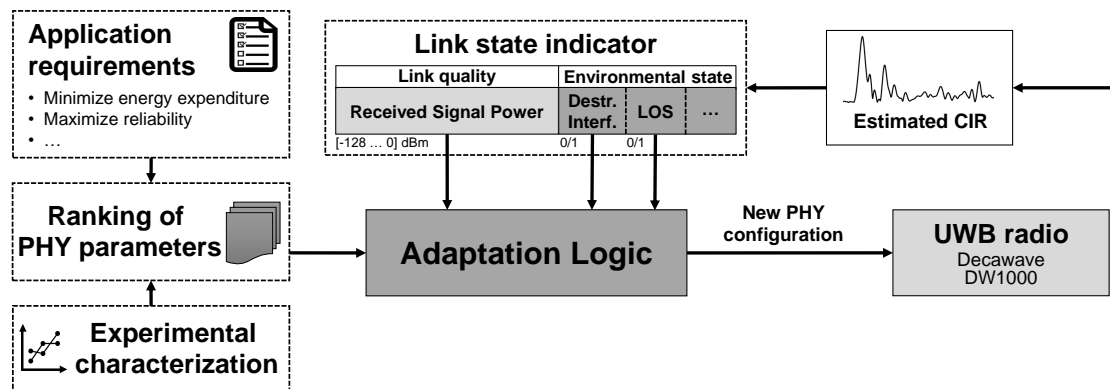 Application
requirements
• Minimize energy expenditure
• Maximize reliability
• …
Link state indicator
Link quality
Environmental state
Received Signal Power
Destr.
Interf.
LOS
...
[-128 ... 0] dBm
0/1
0/1
Estimated CIR
Ranking of
PHY parameters
Adaptation Logic
New PHY
configuration
UWB radio
Decawave
DW1000
Experimental
characterization